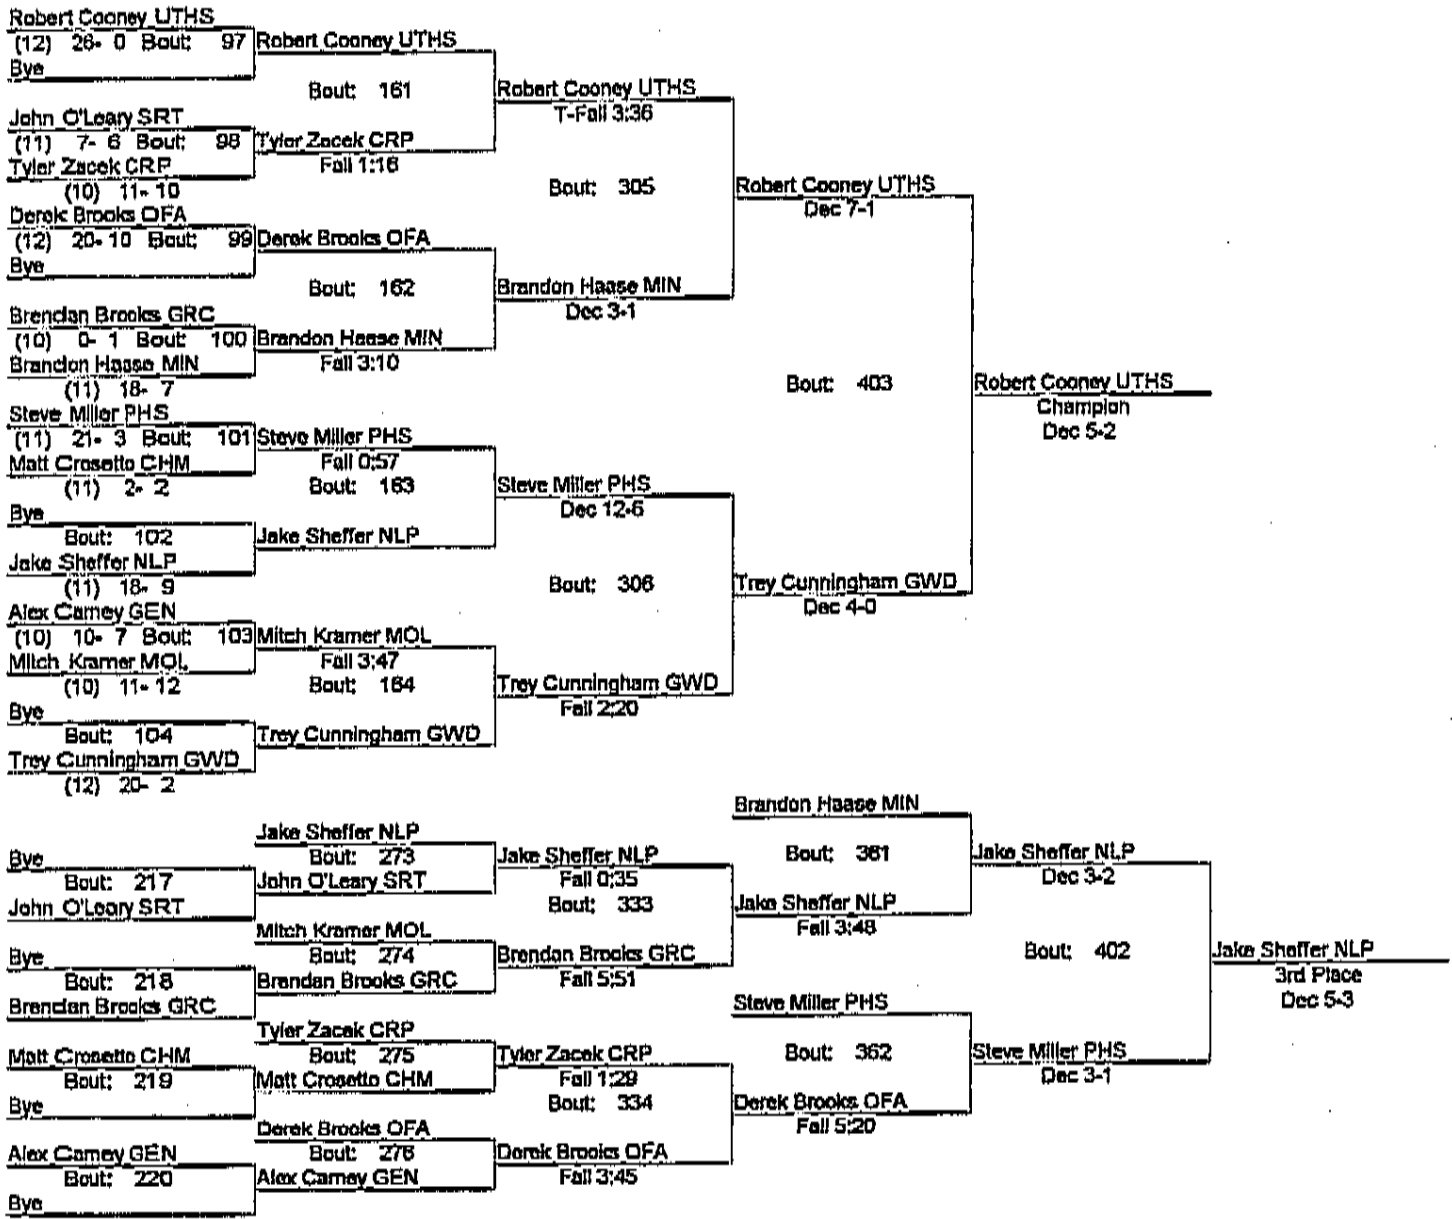 Robert Cooney UTHS
(12) 26- 0 Bout: 97
Robert Cooney UTHS
Bye
Bout: 161
Robert Cooney UTHS
T-Fall 3:36
John O'Leary SRT
(11) 7- 6 Bout: 98
Tyler Zacek CRP
Fall 1:16
Tyler Zacek CRP
(10) 11- 10
Bout: 305
Robert Cooney UTHS
Dec 7-1
Derek Brooks OFA
(12) 20- 10 Bout: 99
Derek Brooks OFA
Bye
Bout: 162
Brandon Haase MIN
Dec 3-1
Brendan Brooks GRC
(10) 0- 1 Bout: 100
Brandon Haase MIN
Fall 3:10
Brandon Haase MIN
(11) 18- 7
Bout: 403
Robert Cooney UTHS
Champion
Dec 5-2
Steve Miller PHS
(11) 21- 3 Bout: 101
Steve Miller PHS
Fall 0:57
Matt Crosetto CHM
(11) 2- 2
Bout: 163
Steve Miller PHS
Dec 12-6
Bye
Bout: 102
Jake Sheffer NLP
Jake Sheffer NLP
(11) 18- 9
Bout: 306
Trey Cunningham GWD
Dec 4-0
Alex Carney GEN
(10) 10- 7 Bout: 103
Mitch Kramer MOL
Fall 3:47
Mitch Kramer MOL
(10) 11- 12
Bout: 164
Trey Cunningham GWD
Fall 2:20
Bye
Bout: 104
Trey Cunningham GWD
Trey Cunningham GWD
(12) 20- 2
Brandon Haase MIN
Jake Sheffer NLP
Bye
Bout: 273
Jake Sheffer NLP
Fall 0:35
Bout: 361
Jake Sheffer NLP
Dec 3-2
Bout: 217
John O'Leary SRT
John O'Leary SRT
Bout: 333
Jake Sheffer NLP
Fall 3:48
Mitch Kramer MOL
Bye
Bout: 274
Brendan Brooks GRC
Fall 5:51
Bout: 402
Jake Sheffer NLP
3rd Place
Dec 5-3
Bout: 218
Brendan Brooks GRC
Brendan Brooks GRC
Steve Miller PHS
Tyler Zacek CRP
Matt Crosetto CHM
Bout: 275
Tyler Zacek CRP
Fall 1:29
Bout: 362
Steve Miller PHS
Dec 3-1
Bout: 219
Matt Crosetto CHM
Bye
Bout: 334
Derek Brooks OFA
Fall 5:20
Derek Brooks OFA
Alex Carney GEN
Bout: 276
Derek Brooks OFA
Fall 3:45
Bout: 220
Alex Carney GEN
Bye